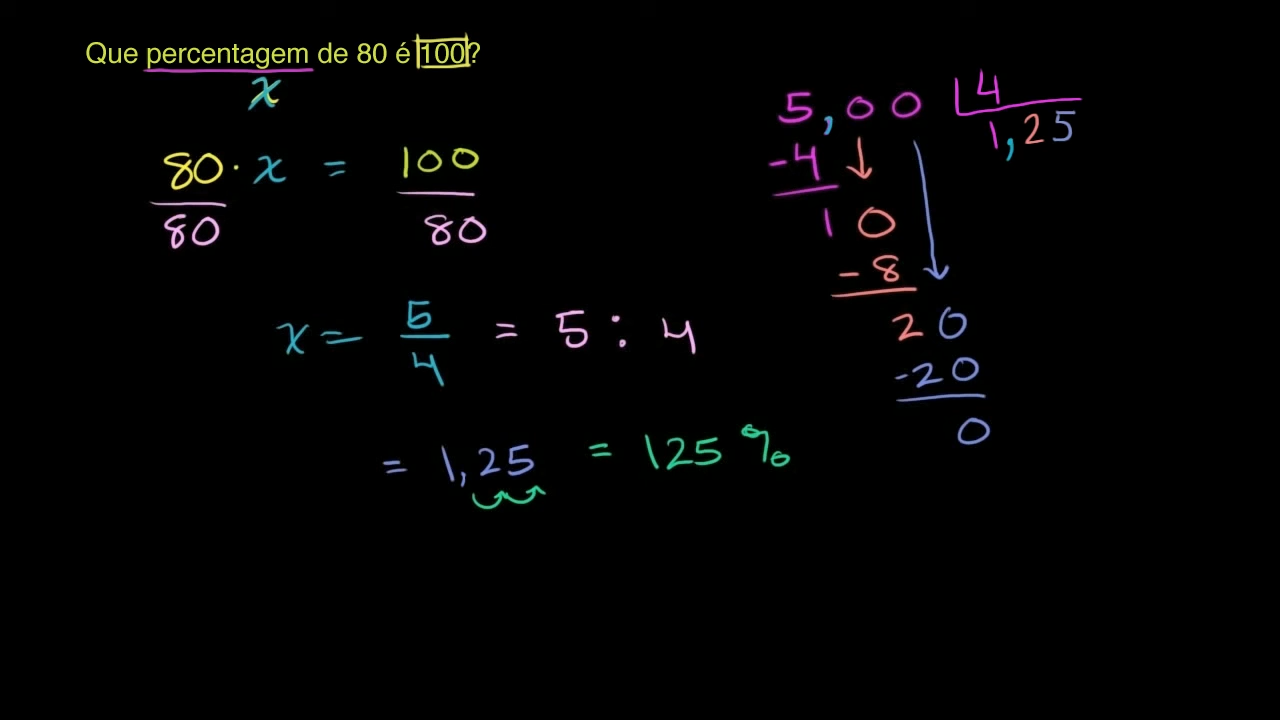 Que percentagem de 80 é 100?
x
80 · x = 100
80 80
x = 5/4 = 5 : 4
= 1,25 = 125 %
5,00 4
-4 1,25
10
-8
20
-20
0